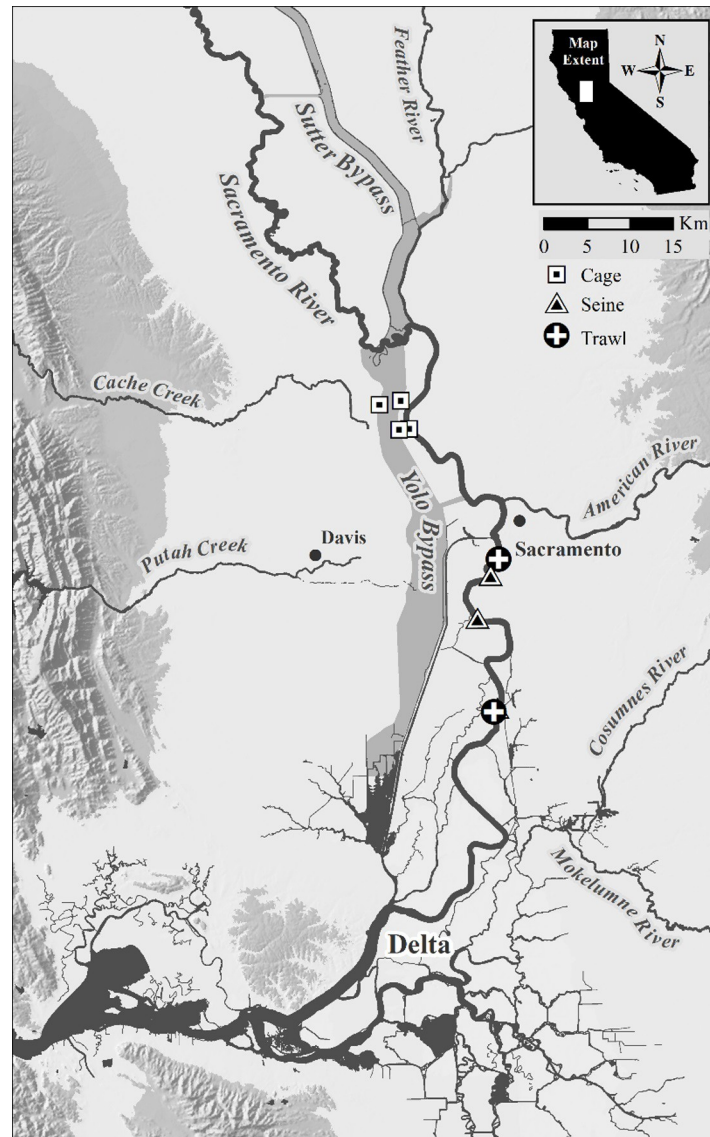 Map
Extent
N
W E
S
Km
0 5 10 15
Cage
Seine
Trawl
Feather River
Sutter Bypass
Sacramento River
Cache Creek
American River
Yolo Bypass
Davis
Sacramento
Putah Creek
Cosumnes River
Mokelumne River
Delta